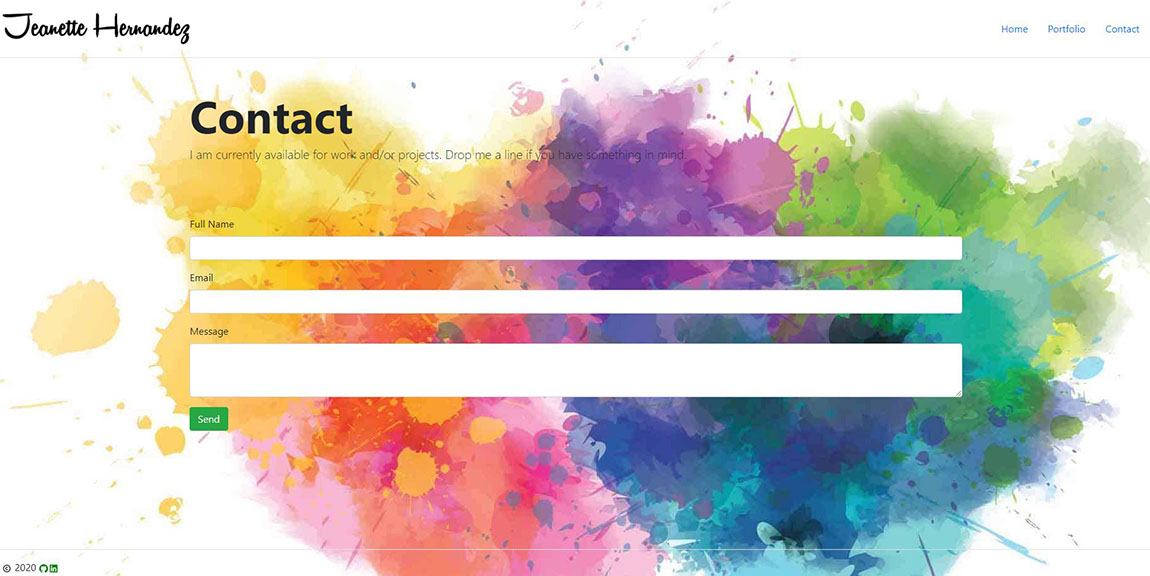 Jeanette Hernandez
Home Portfolio Contact
Contact
I am currently available for work and/or projects. Drop me a line if you have something in mind.
Full Name
Email
Message
Send
© 2020